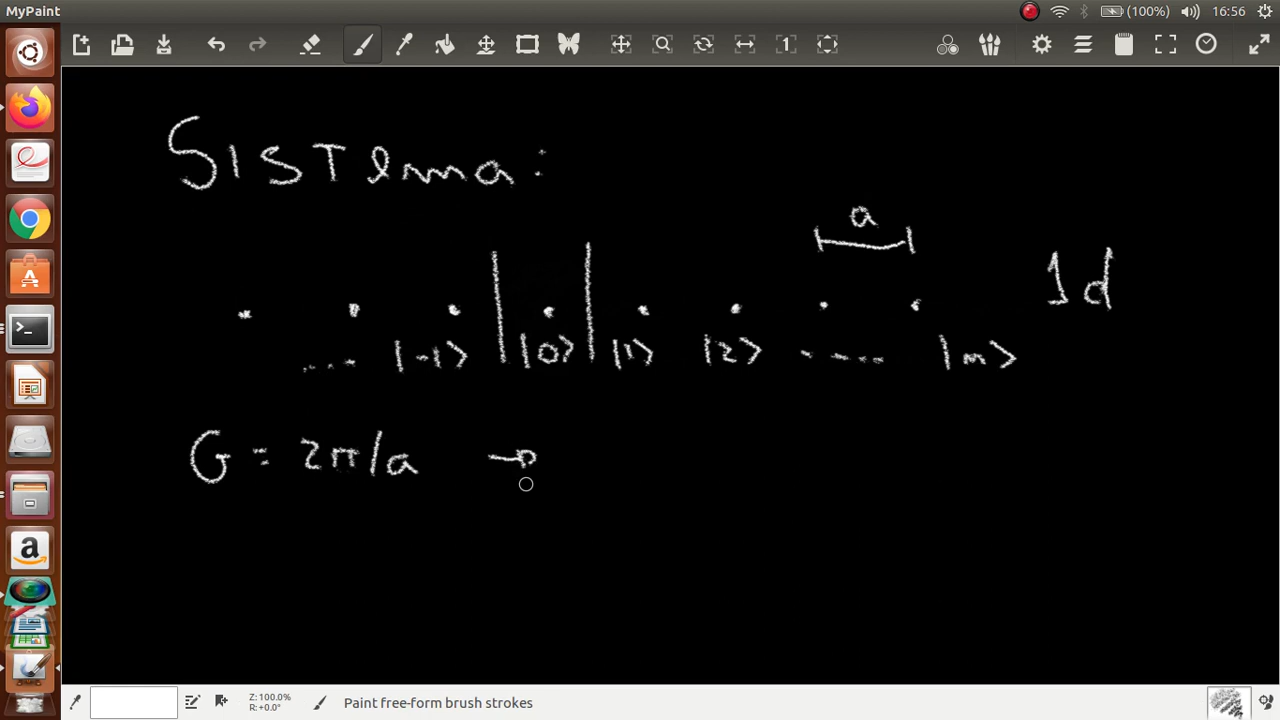 MyPaint
(100%) 16:56
SISTema:
a
1d
.... |-1> |0> |1> |2> ..... |m>
G = 2π/a →
Z: 100.0%
R: +0.0°
Paint free-form brush strokes